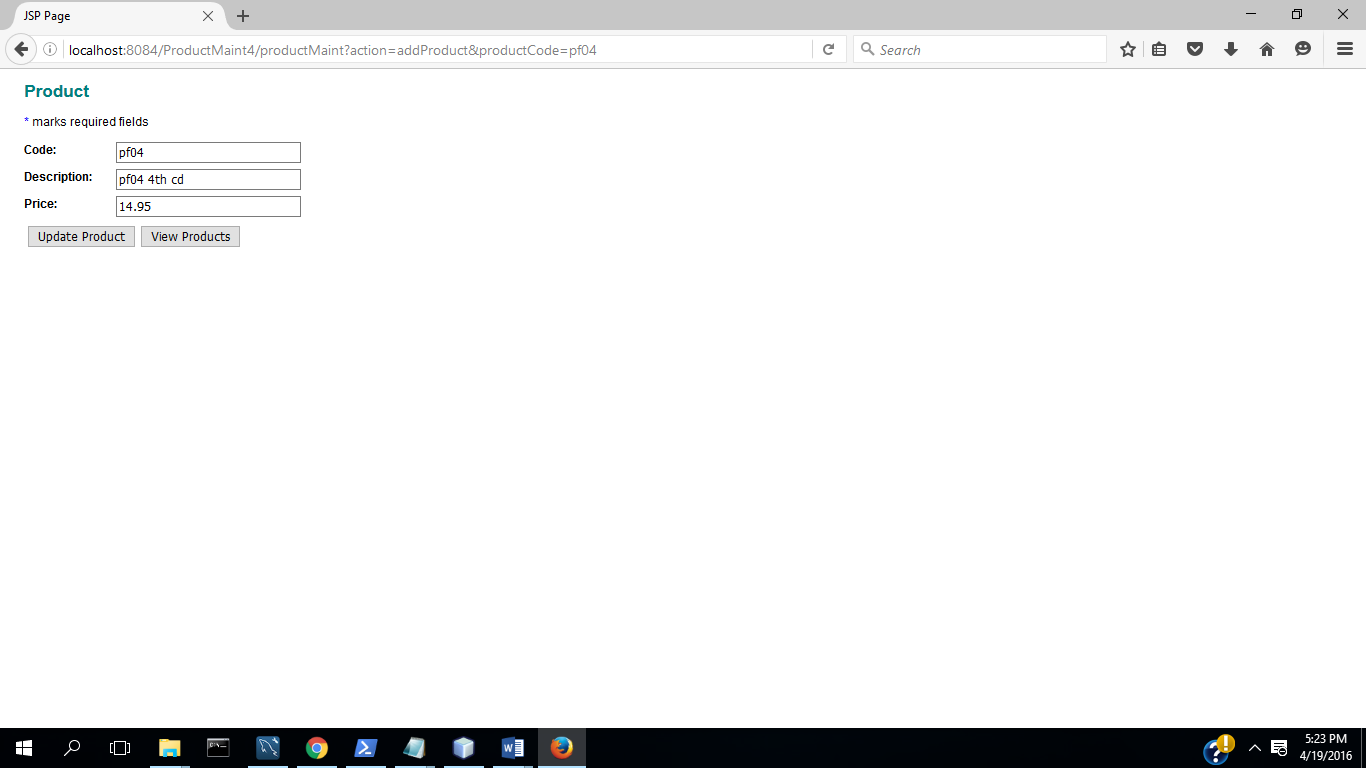 JSP Page
localhost:8084/ProductMaint4/productMaint?action=addProduct&productCode=pf04
Search
Product
* marks required fields
Code: pf04
Description: pf04 4th cd
Price: 14.95
Update Product View Products
5:23 PM
4/19/2016